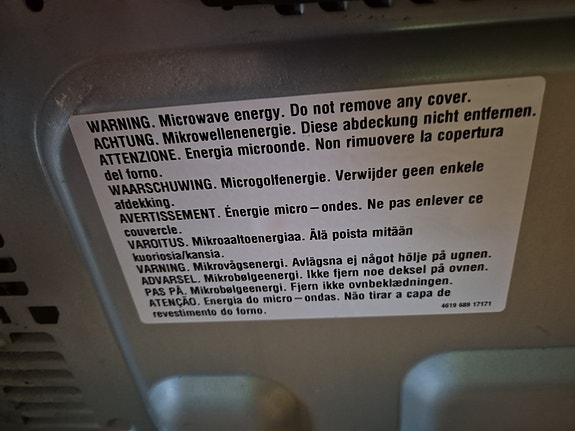 WARNING. Microwave energy. Do not remove any cover.
ACHTUNG. Mikrowellenenergie. Diese abdeckung nicht entfernen.
ATTENZIONE. Energia microonde. Non rimuovere la copertura
del forno.
WAARSCHUWING. Microgolfenergie. Verwijder geen enkele
afdekking.
AVERTISSEMENT. Énergie micro-ondes. Ne pas enlever ce
couvercle.
VAROITUS. Mikroaaltoenergiaa. Älä poista mitään
kuoriosia/kansia.
VARNING. Mikrovågsenergi. Avlägsna ej något hölje på ugnen.
ADVARSEL. Mikrobølgeenergi. Ikke fjern noe deksel på ovnen.
PAS PÅ. Mikrobølgeenergi. Fjern ikke ovnbeklædningen.
ATENÇÃO. Energia do micro-ondas. Não tirar a capa de
revestimento do forno.
4619 689 17171